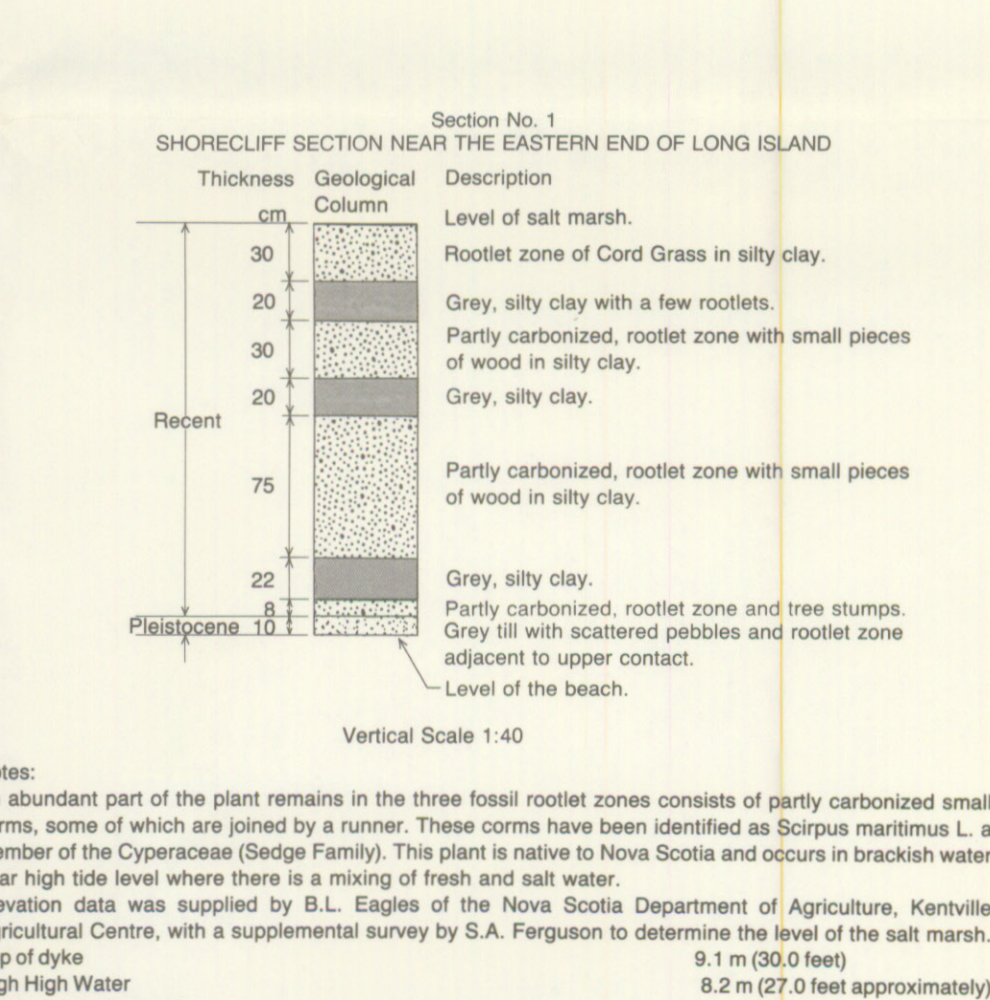 Section No. 1
SHORECLIFF SECTION NEAR THE EASTERN END OF LONG ISLAND
Thickness Geological Description
Column
cm Level of salt marsh.
30 Rootlet zone of Cord Grass in silty clay.
20 Grey, silty clay with a few rootlets.
30 Partly carbonized, rootlet zone with small pieces
of wood in silty clay.
20 Grey, silty clay.
Recent
75 Partly carbonized, rootlet zone with small pieces
of wood in silty clay.
22 Grey, silty clay.
8 Partly carbonized, rootlet zone and tree stumps.
Pleistocene 10 Grey till with scattered pebbles and rootlet zone
adjacent to upper contact.
Level of the beach.
Vertical Scale 1:40
otes:
abundant part of the plant remains in the three fossil rootlet zones consists of partly carbonized small
rms, some of which are joined by a runner. These corms have been identified as Scirpus maritimus L. a
ember of the Cyperaceae (Sedge Family). This plant is native to Nova Scotia and occurs in brackish water
ar high tide level where there is a mixing of fresh and salt water.
evation data was supplied by B.L. Eagles of the Nova Scotia Department of Agriculture, Kentville
ricultural Centre, with a supplemental survey by S.A. Ferguson to determine the level of the salt marsh.
p of dyke 9.1 m (30.0 feet)
gh High Water 8.2 m (27.0 feet approximately)